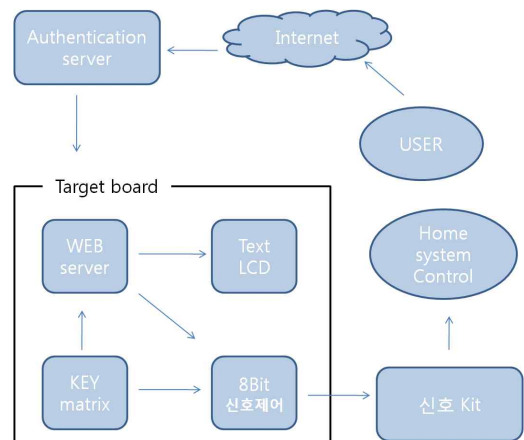 Authentication
server
Internet
USER
Target board
WEB
server
Text
LCD
Home
system
Control
KEY
matrix
8Bit
신호제어
신호 Kit